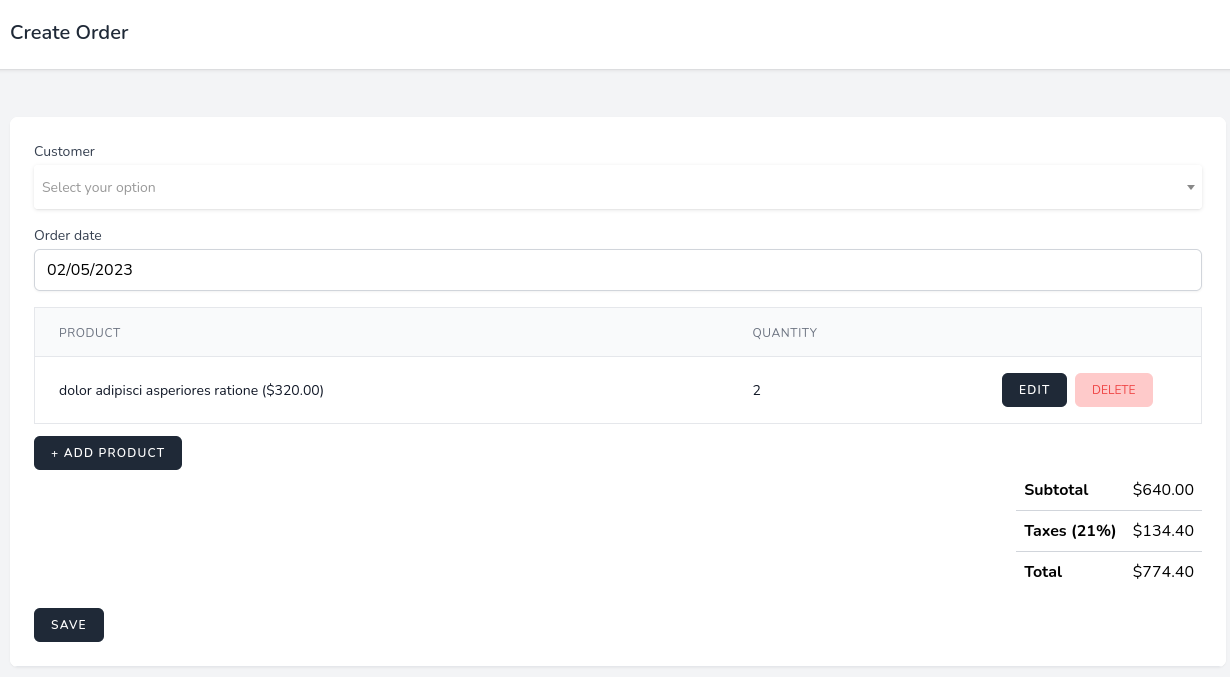 Create Order
Customer
Select your option
Order date
02/05/2023
PRODUCT QUANTITY
dolor adipisci asperiores ratione ($320.00) 2 EDIT DELETE
+ ADD PRODUCT
Subtotal $640.00
Taxes (21%) $134.40
Total $774.40
SAVE